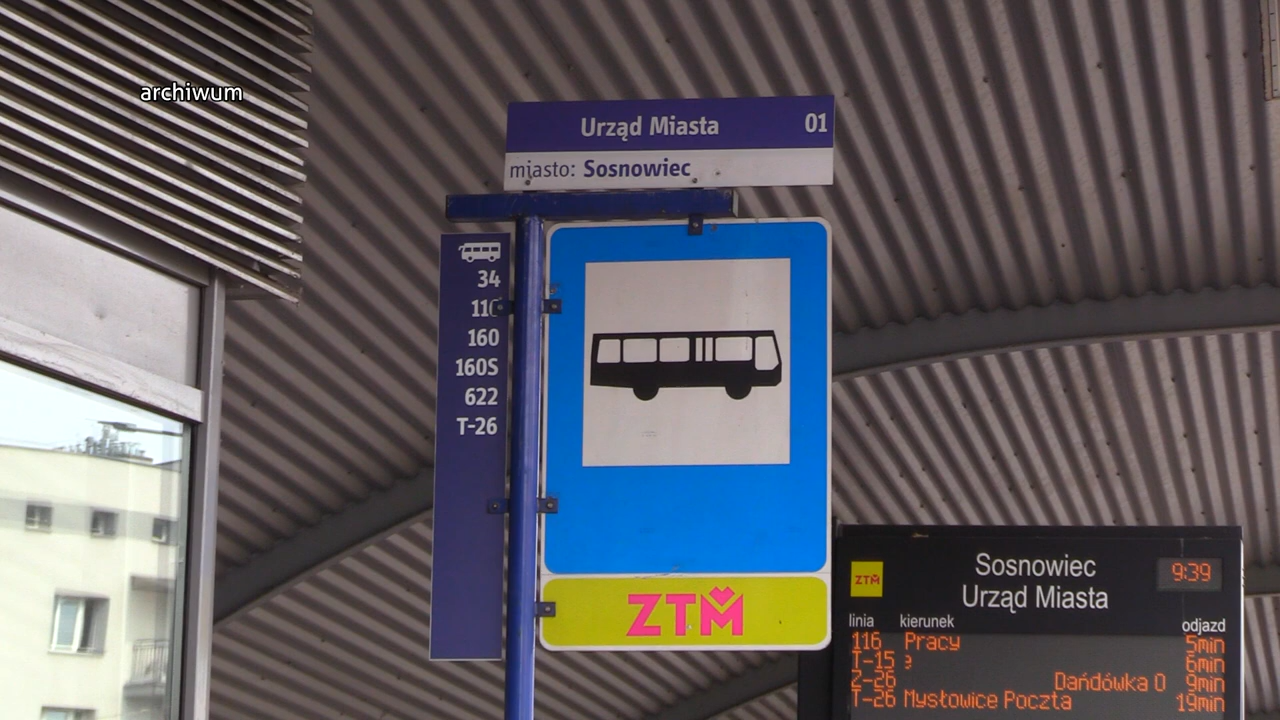 archiwum
Urząd Miasta 01
miasto: Sosnowiec
34
160
160S
622
T-26
ZTM
ZTM
Sosnowiec
Urząd Miasta
9:39
linia kierunek odjazd
116 Pracy 5min
T-15 6min
Z-26 Dańdówka O 9min
T-26 Mysłowice Poczta 19min